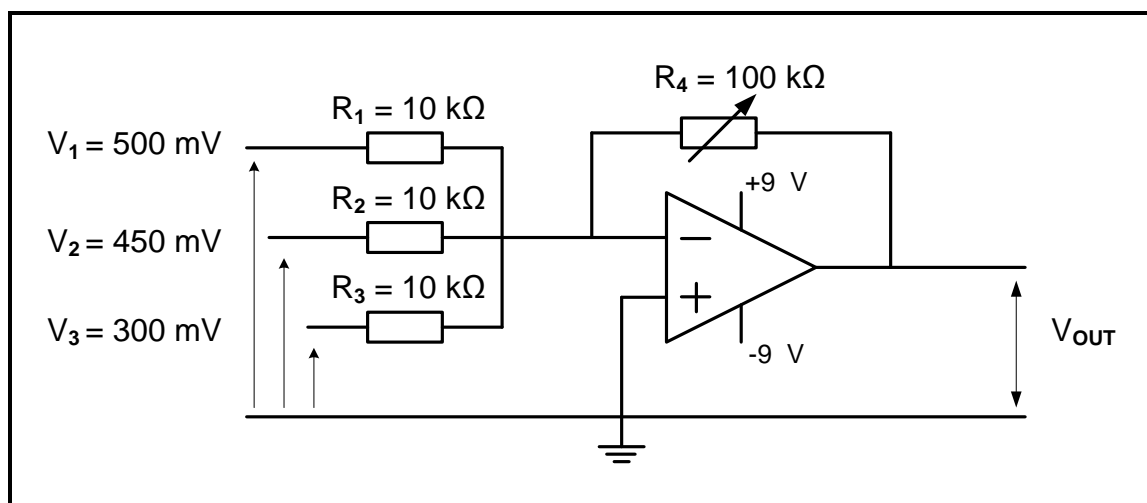 R4 = 100 kΩ
R1 = 10 kΩ
V1 = 500 mV
+9 V
R2 = 10 kΩ
V2 = 450 mV
−
R3 = 10 kΩ
+
V3 = 300 mV
-9 V
VOUT